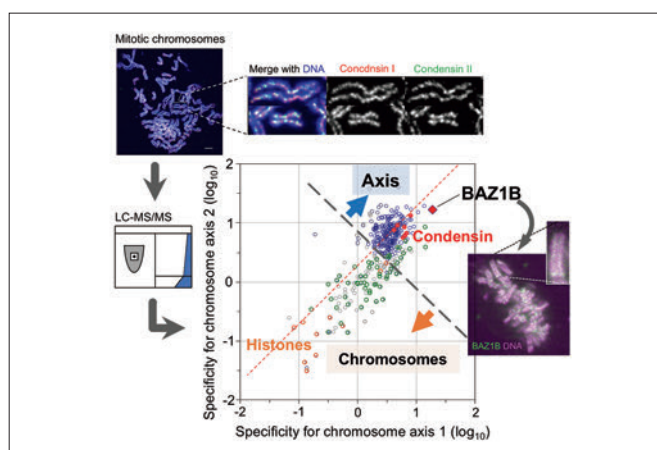 Mitotic chromosomes
Merge with DNA Concdnsin I Condensin II
LC-MS/MS
Specificity for chromosome axis 2 (log10)
2
1
0
-1
-2
Axis
BAZ1B
Condensin
Histones
Chromosomes
BAZ1B DNA
-2 -1 0 1 2
Specificity for chromosome axis 1 (log10)